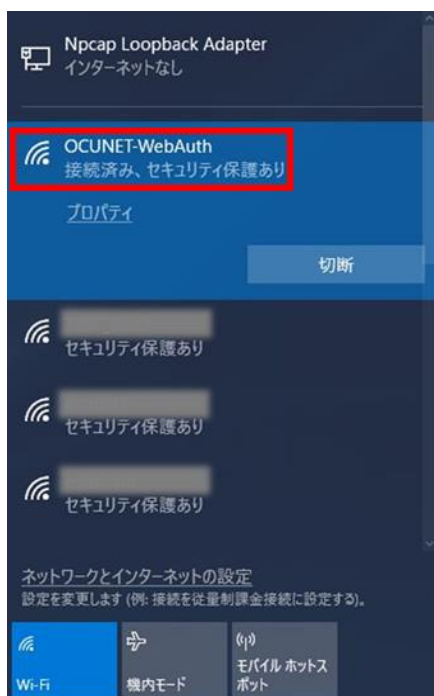 Npcap Loopback Adapter
インターネットなし
OCUNET-WebAuth
接続済み、セキュリティ保護あり
プロパティ
切断
セキュリティ保護あり
セキュリティ保護あり
セキュリティ保護あり
ネットワークとインターネットの設定
設定を変更します (例: 接続を従量制課金接続に設定する)。
Wi-Fi
機内モード
モバイル ホットス
ポット